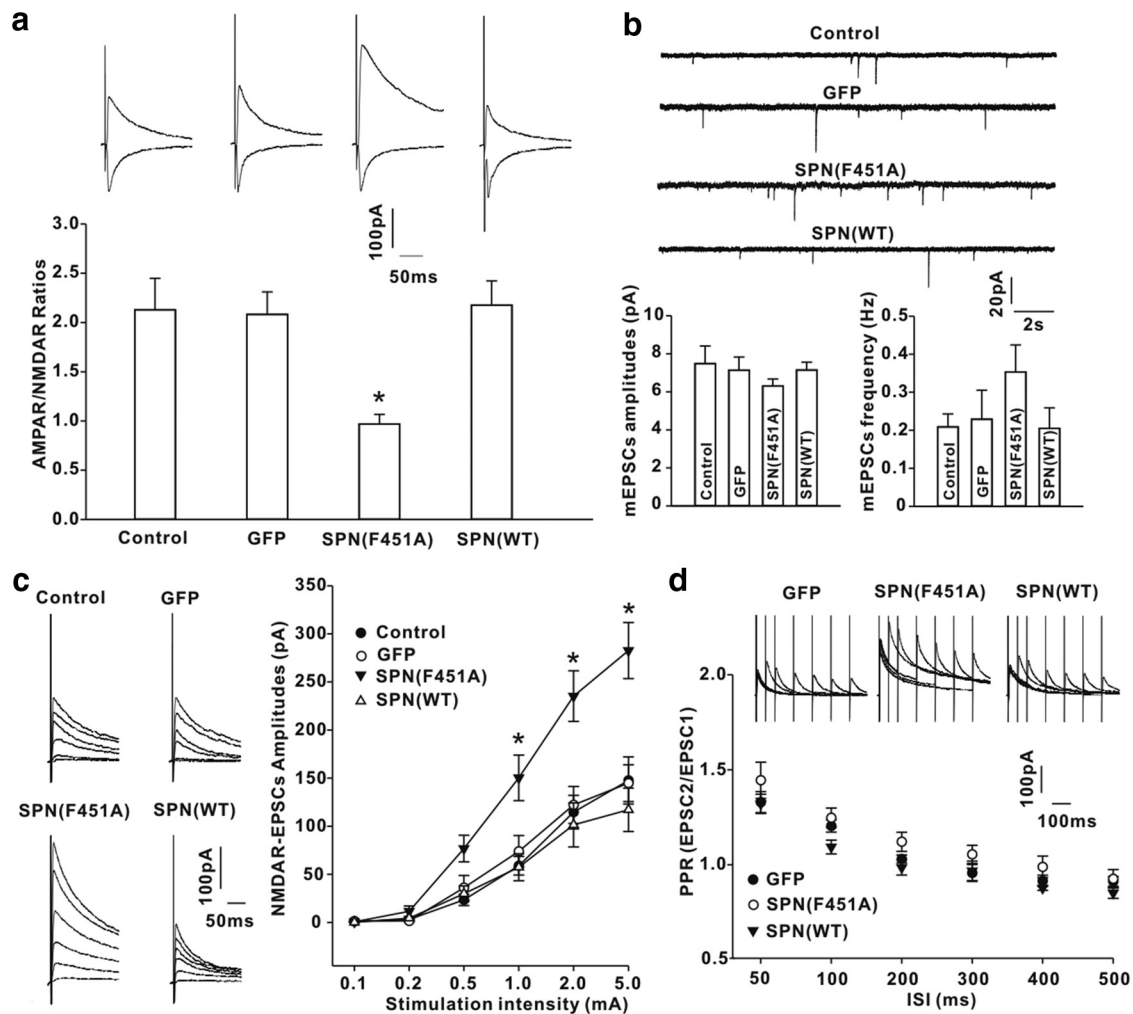 a
100pA
50ms
AMPAR/NMDAR Ratios
3.0
2.5
2.0
1.5
1.0
0.5
0.0
*
Control GFP SPN(F451A) SPN(WT)
b
Control
GFP
SPN(F451A)
SPN(WT)
20pA
2s
mEPSCs amplitudes (pA)
10
8
6
4
2
0
Control
GFP
SPN(F451A)
SPN(WT)
mEPSCs frequency (Hz)
0.5
0.4
0.3
0.2
0.1
0
Control
GFP
SPN(F451A)
SPN(WT)
c
Control GFP
SPN(F451A) SPN(WT)
100pA
50ms
NMDAR-EPSCs Amplitudes (pA)
350
300
250
200
150
100
50
0
Control
GFP
SPN(F451A)
SPN(WT)
* * *
0.1 0.2 0.5 1.0 2.0 5.0
Stimulation intensity (mA)
d
GFP SPN(F451A) SPN(WT)
100pA
100ms
PPR (EPSC2/EPSC1)
2.0
1.5
1.0
0.5
GFP
SPN(F451A)
SPN(WT)
50 100 200 300 400 500
ISI (ms)